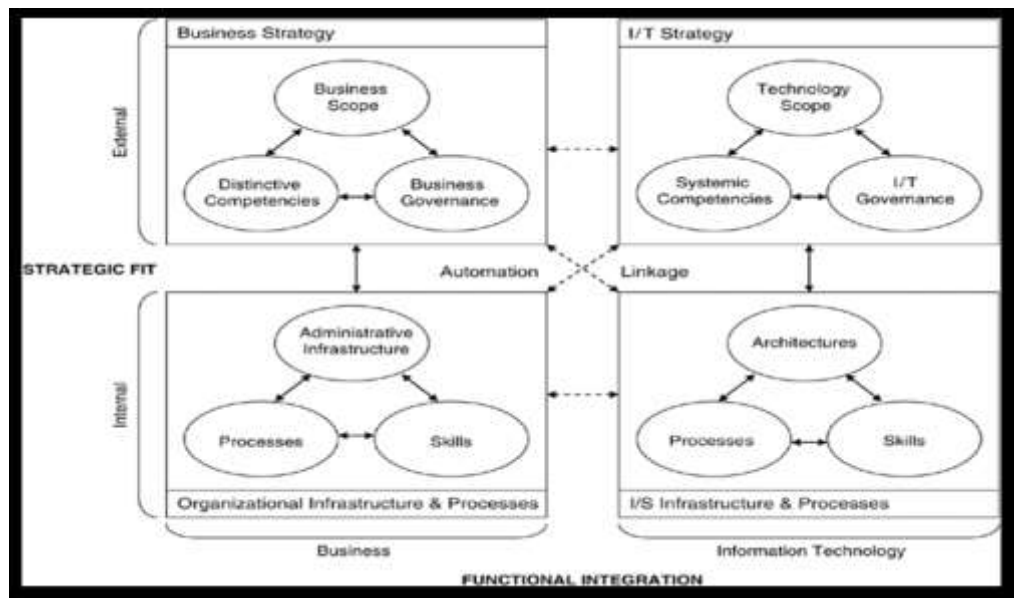 Business Strategy
I/T Strategy
External
Business
Scope
Technology
Scope
Distinctive
Competencies
Business
Governance
Systemic
Competencies
I/T
Governance
STRATEGIC FIT
Automation
Linkage
Internal
Administrative
Infrastructure
Architectures
Processes
Skills
Processes
Skills
Organizational Infrastructure & Processes
I/S Infrastructure & Processes
Business
Information Technology
FUNCTIONAL INTEGRATION